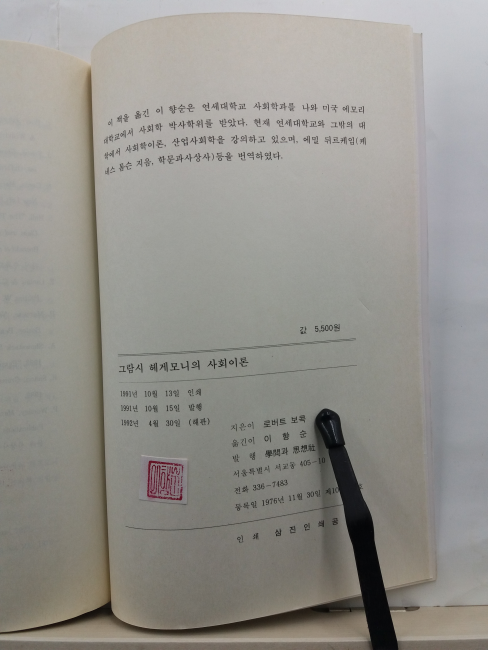 이 책을 옮긴 이 향순은 연세대학교 사회학과를 나와 미국 에모리
대학교에서 사회학 박사학위를 받았다. 현재 연세대학교와 그밖의 대
학에서 사회학이론, 산업사회학을 강의하고 있으며, 에밀 뒤르케임(케
네스 톰슨 지음, 학문과사상사)등을 번역하였다.
값 5,500원
그람시 헤게모니의 사회이론
1991년 10월 13일 인쇄
1991년 10월 15일 발행
1992년 4월 30일 (재판)
지은이 로버트 보콕
옮긴이 이 향 순
발 행 學問과 思想社
서울특별시 서교동 405-10
전화 336-7483
등록일 1976년 11월 30일
인 쇄 삼 진 인 쇄 공